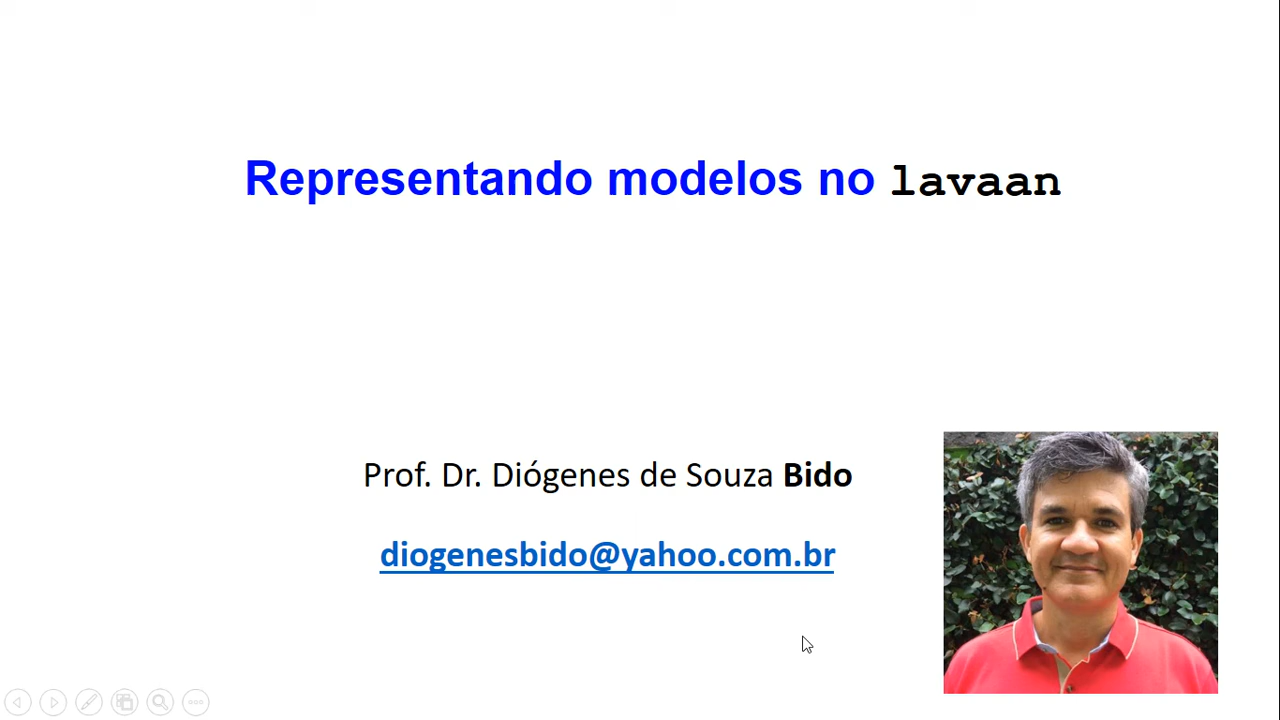 Representando modelos no lavaan
Prof. Dr. Diógenes de Souza Bido
diogenesbido@yahoo.com.br